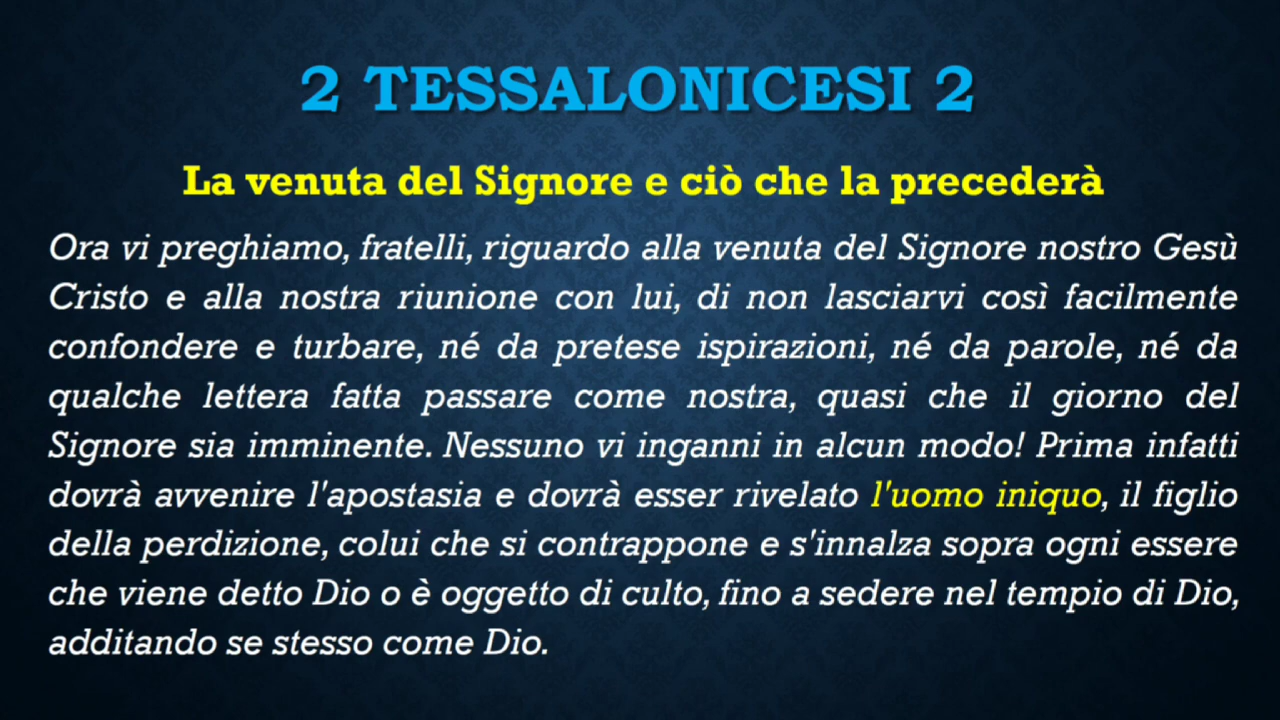 2 TESSALONICESI 2
La venuta del Signore e ciò che la precederà
Ora vi preghiamo, fratelli, riguardo alla venuta del Signore nostro Gesù
Cristo e alla nostra riunione con lui, di non lasciarvi così facilmente
confondere e turbare, né da pretese ispirazioni, né da parole, né da
qualche lettera fatta passare come nostra, quasi che il giorno del
Signore sia imminente. Nessuno vi inganni in alcun modo! Prima infatti
dovrà avvenire l'apostasia e dovrà esser rivelato l'uomo iniquo, il figlio
della perdizione, colui che si contrappone e s'innalza sopra ogni essere
che viene detto Dio o è oggetto di culto, fino a sedere nel tempio di Dio,
additando se stesso come Dio.